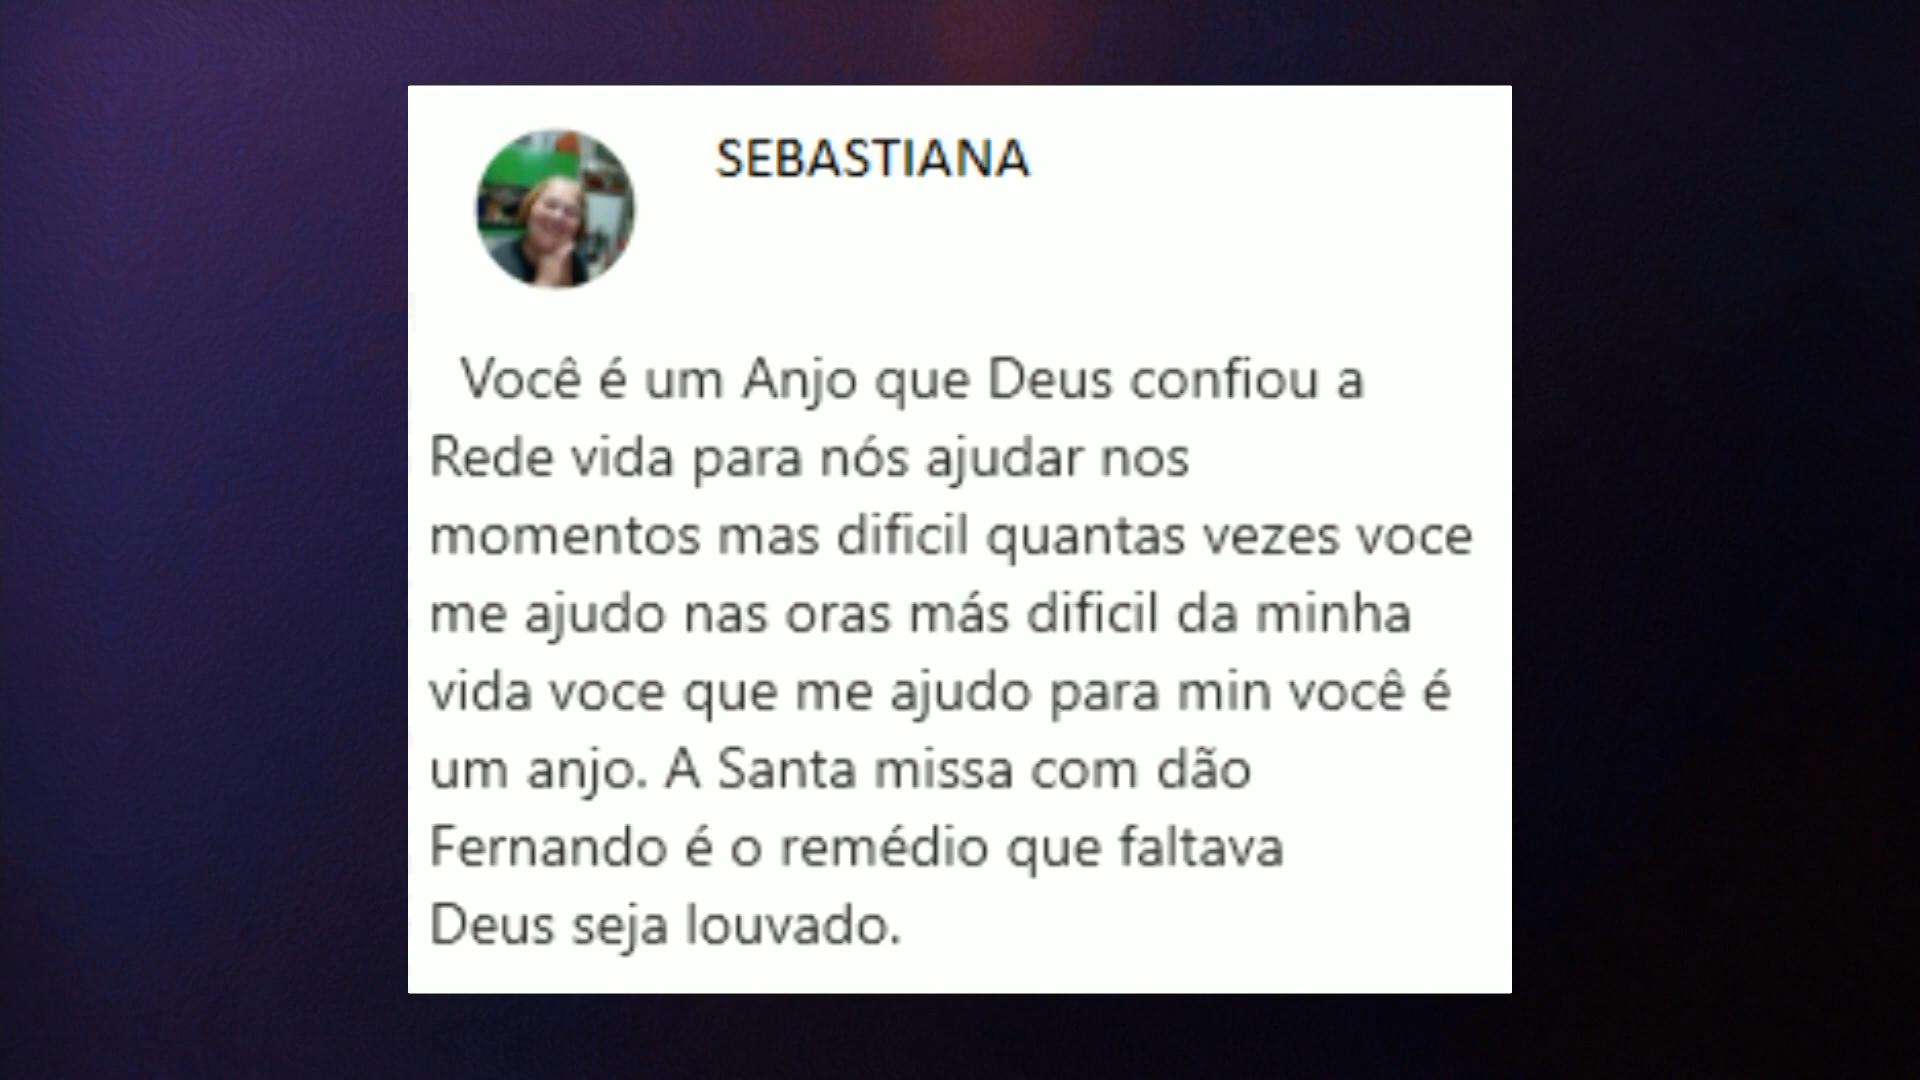 SEBASTIANA
Você é um Anjo que Deus confiou a
Rede vida para nós ajudar nos
momentos mas dificil quantas vezes voce
me ajudo nas oras más dificil da minha
vida voce que me ajudo para min você é
um anjo. A Santa missa com dão
Fernando é o remédio que faltava
Deus seja louvado.